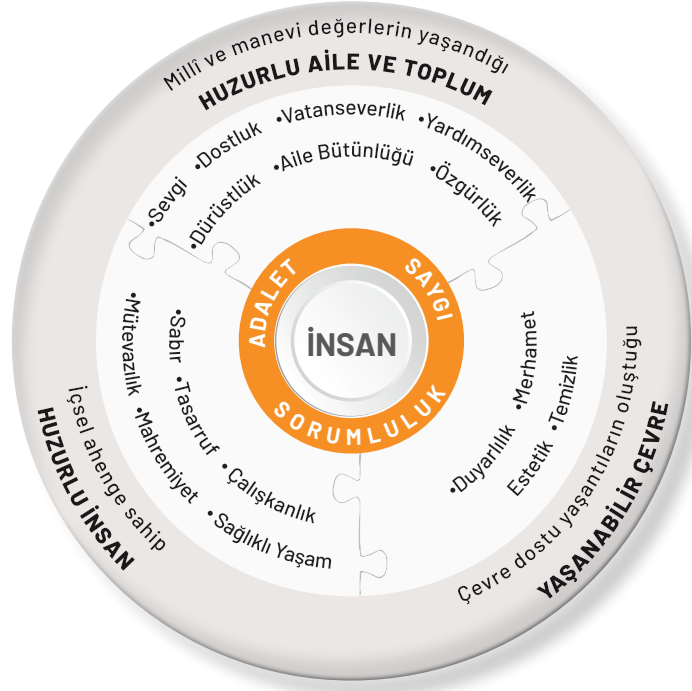 Millî ve manevi değerlerin yaşandığı
HUZURLU AİLE VE TOPLUM
•Sevgi •Dostluk •Vatanseverlik •Yardımseverlik
•Dürüstlük •Aile Bütünlüğü •Özgürlük
ADALET
SAYGI
SORUMLULUK
İNSAN
•Mütevazılık •Mahremiyet •Sağlıklı Yaşam
•Sabır •Tasarruf •Çalışkanlık
İçsel ahenge sahip
HUZURLU İNSAN
•Duyarlılık •Merhamet
Estetik •Temizlik
Çevre dostu yaşantıların oluştuğu
YAŞANABİLİR ÇEVRE